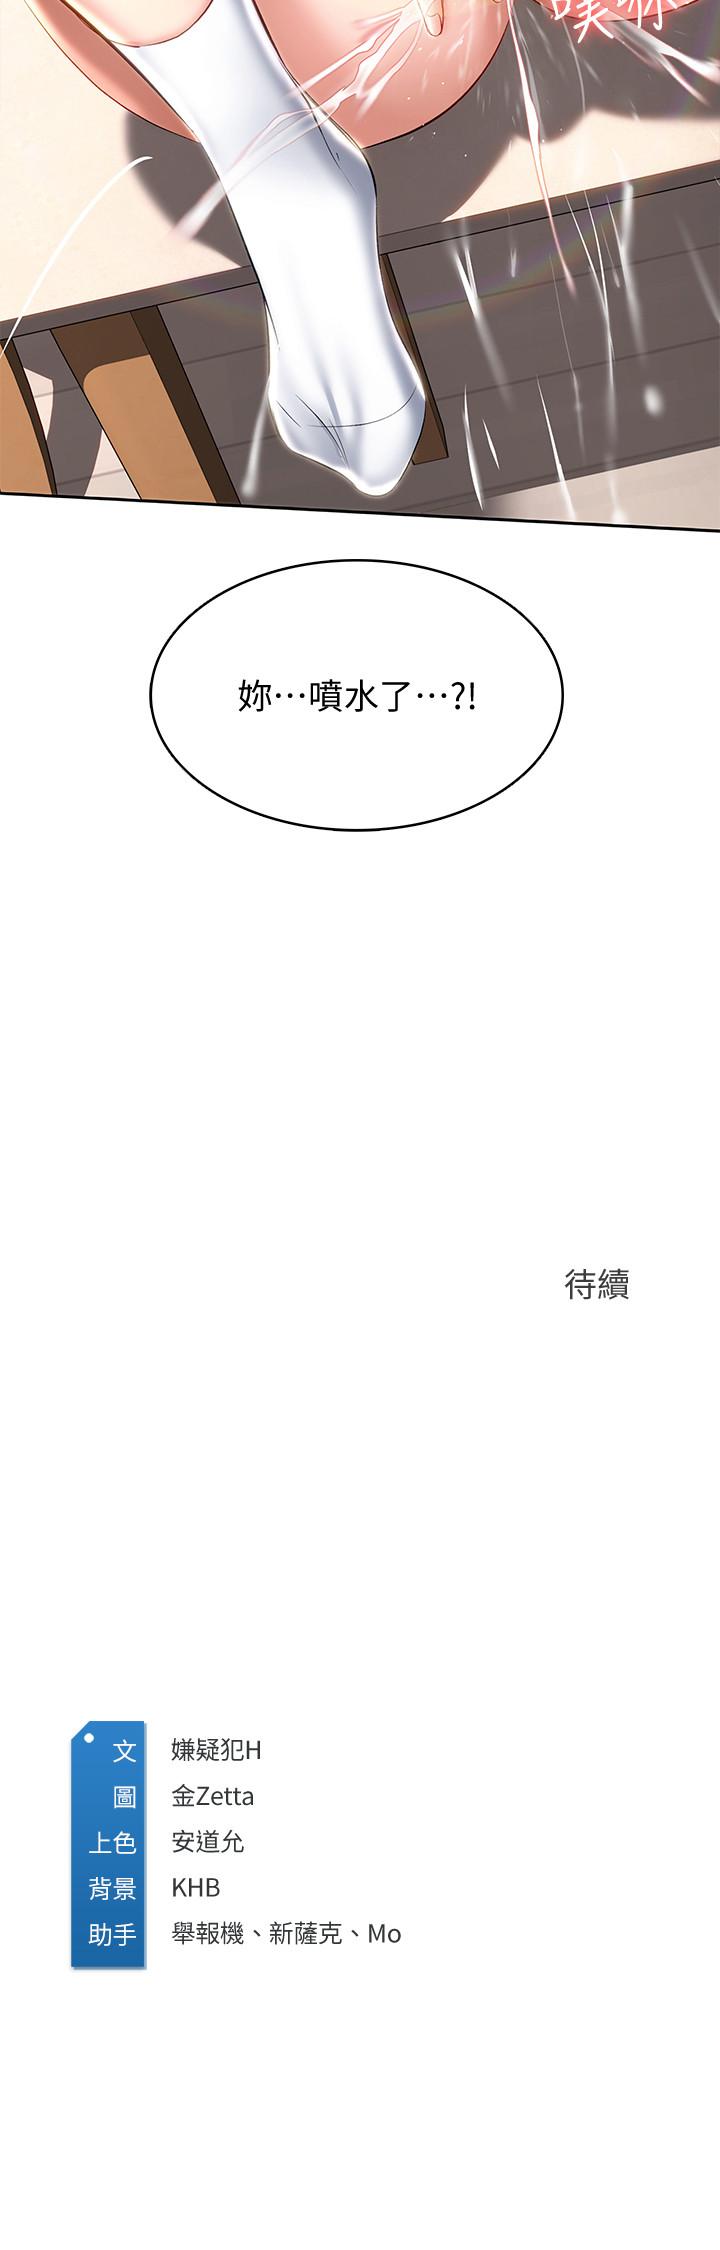 妳⋯噴水了⋯?!
待續
文 嫌疑犯H
圖 金Zetta
上色 安道允
背景 KHB
助手 舉報機、新薩克、Mo